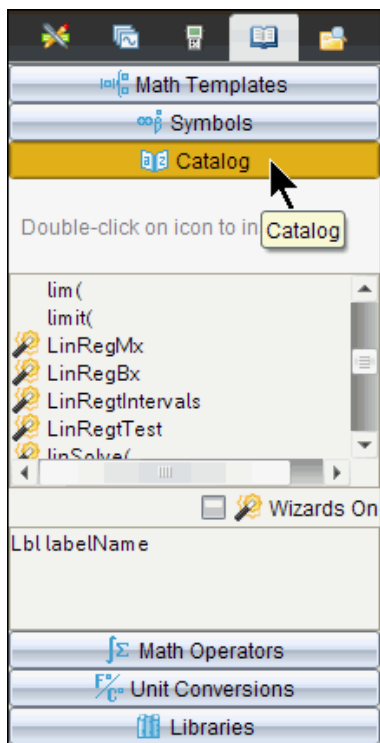 Math Templates
∞β° Symbols
Catalog
Double-click on icon to in
Catalog
lim(
limit(
LinRegMx
LinRegBx
LinRegtIntervals
LinRegtTest
linSolve(
Wizards On
Lbl labelName
∫Σ Math Operators
F°/C° Unit Conversions
Libraries